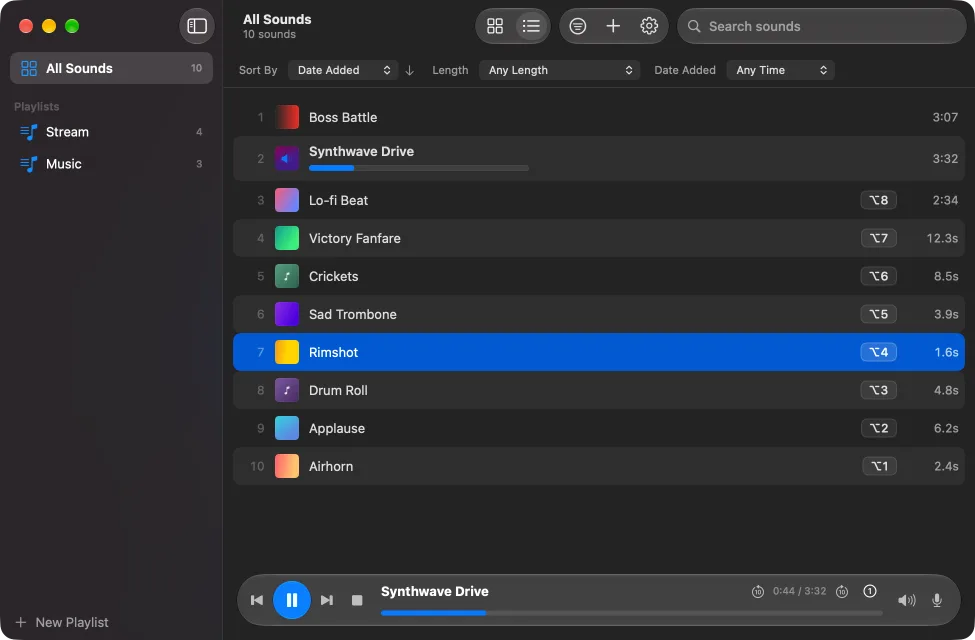 All Sounds
10 sounds
Search sounds
All Sounds 10
Playlists
Stream 4
Music 3
New Playlist
Sort By Date Added ↓ Length Any Length Date Added Any Time
1 Boss Battle 3:07
2 Synthwave Drive 3:32
3 Lo-fi Beat ⌥8 2:34
4 Victory Fanfare ⌥7 12.3s
5 Crickets ⌥6 8.5s
6 Sad Trombone ⌥5 3.9s
7 Rimshot ⌥4 1.6s
8 Drum Roll ⌥3 4.8s
9 Applause ⌥2 6.2s
10 Airhorn ⌥1 2.4s
Synthwave Drive 10 0:44 / 3:32 10 1